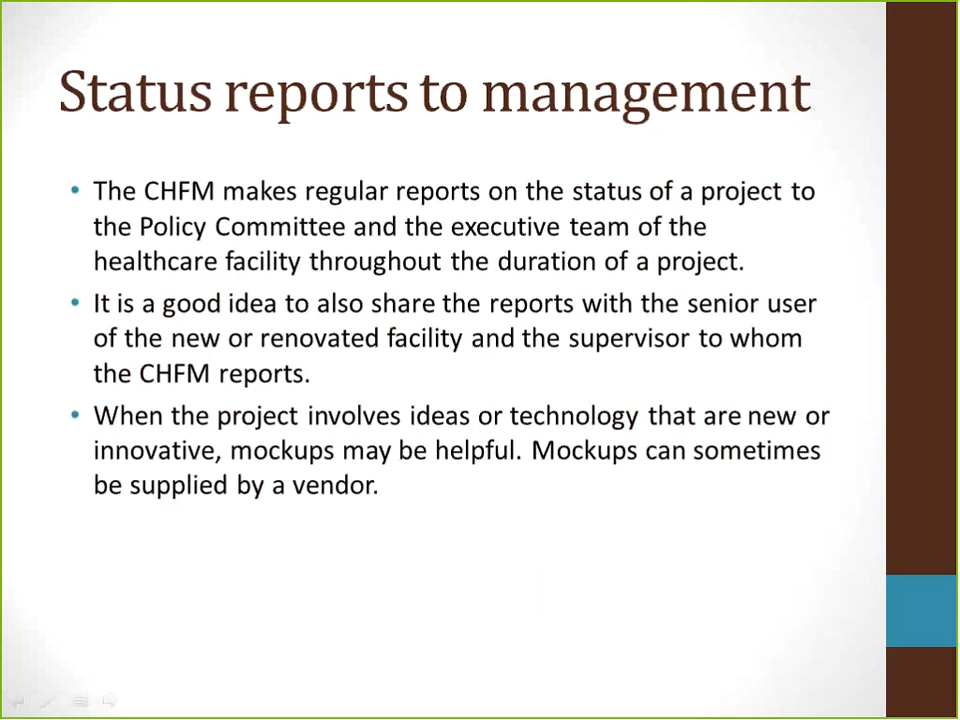 Status reports to management
• The CHFM makes regular reports on the status of a project to
the Policy Committee and the executive team of the
healthcare facility throughout the duration of a project.
• It is a good idea to also share the reports with the senior user
of the new or renovated facility and the supervisor to whom
the CHFM reports.
• When the project involves ideas or technology that are new or
innovative, mockups may be helpful. Mockups can sometimes
be supplied by a vendor.